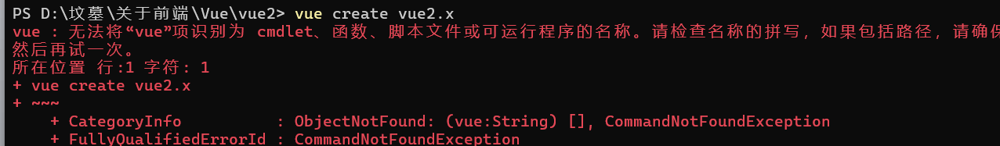 PS D:\坟墓\关于前端\Vue\vue2> vue create vue2.x
vue : 无法将“vue”项识别为 cmdlet、函数、脚本文件或可运行程序的名称。请检查名称的拼写，如果包括路径，请确保
然后再试一次。
所在位置 行:1 字符: 1
+ vue create vue2.x
+ ~~~
+ CategoryInfo : ObjectNotFound: (vue:String) [], CommandNotFoundException
+ FullyQualifiedErrorId : CommandNotFoundException